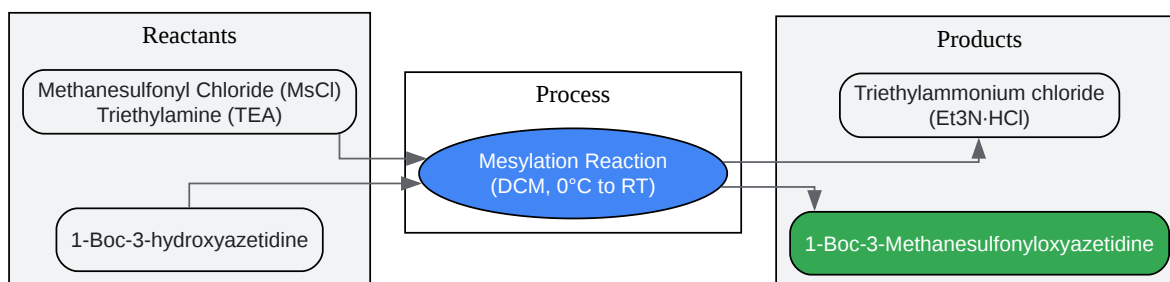 Reactants
Methanesulfonyl Chloride (MsCl)
Triethylamine (TEA)
1-Boc-3-hydroxyazetidine
Process
Mesylation Reaction
(DCM, 0°C to RT)
Products
Triethylammonium chloride
(Et3N·HCl)
1-Boc-3-Methanesulfonyloxyazetidine